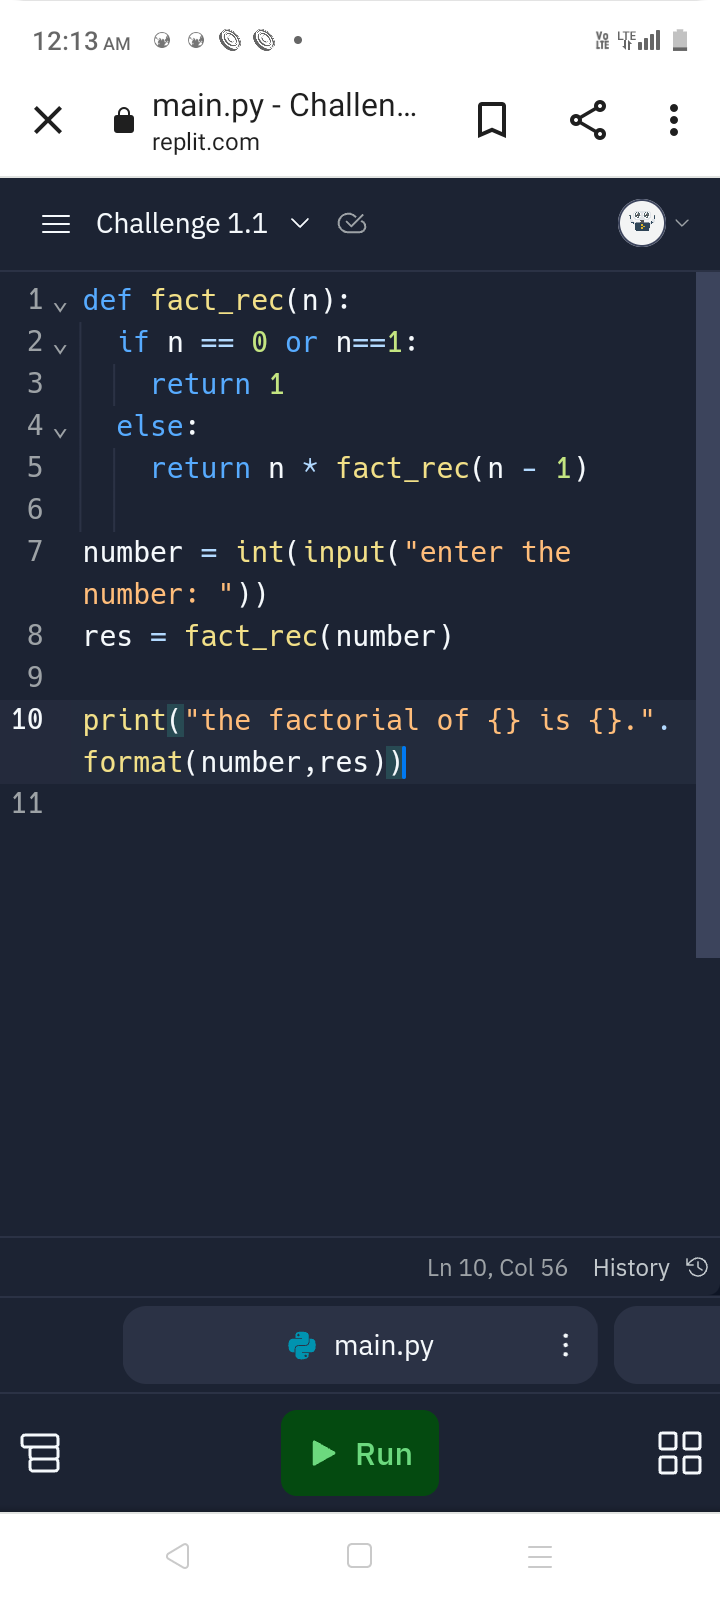 12:13 AM
Vo LTE LTE
main.py - Challen...
replit.com
Challenge 1.1
1 def fact_rec(n):
2 if n == 0 or n==1:
3 return 1
4 else:
5 return n * fact_rec(n - 1)
6
7 number = int(input("enter the
number: "))
8 res = fact_rec(number)
9
10 print("the factorial of {} is {}.".
format(number,res))
11
Ln 10, Col 56 History
main.py
Run